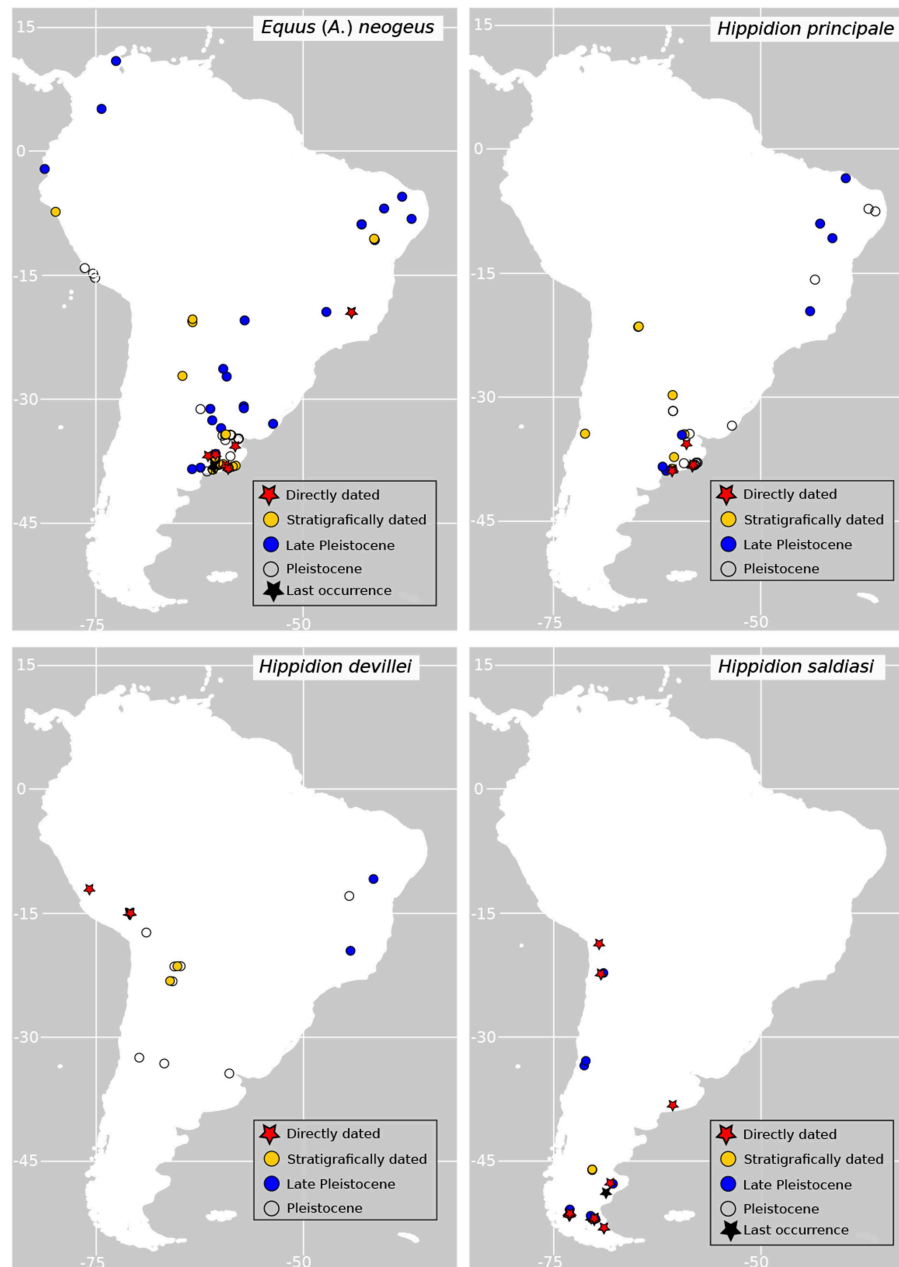 Equus (A.) neogeus
15
0
-15
-30
-45
-75
-50
Directly dated
Stratigrafically dated
Late Pleistocene
Pleistocene
Last occurrence
Hippidion principale
15
0
-15
-30
-45
-75
-50
Directly dated
Stratigrafically dated
Late Pleistocene
Pleistocene
Hippidion devillei
15
0
-15
-30
-45
-75
-50
Directly dated
Stratigrafically dated
Late Pleistocene
Pleistocene
Hippidion saldiasi
15
0
-15
-30
-45
-75
-50
Directly dated
Stratigrafically dated
Late Pleistocene
Pleistocene
Last occurrence